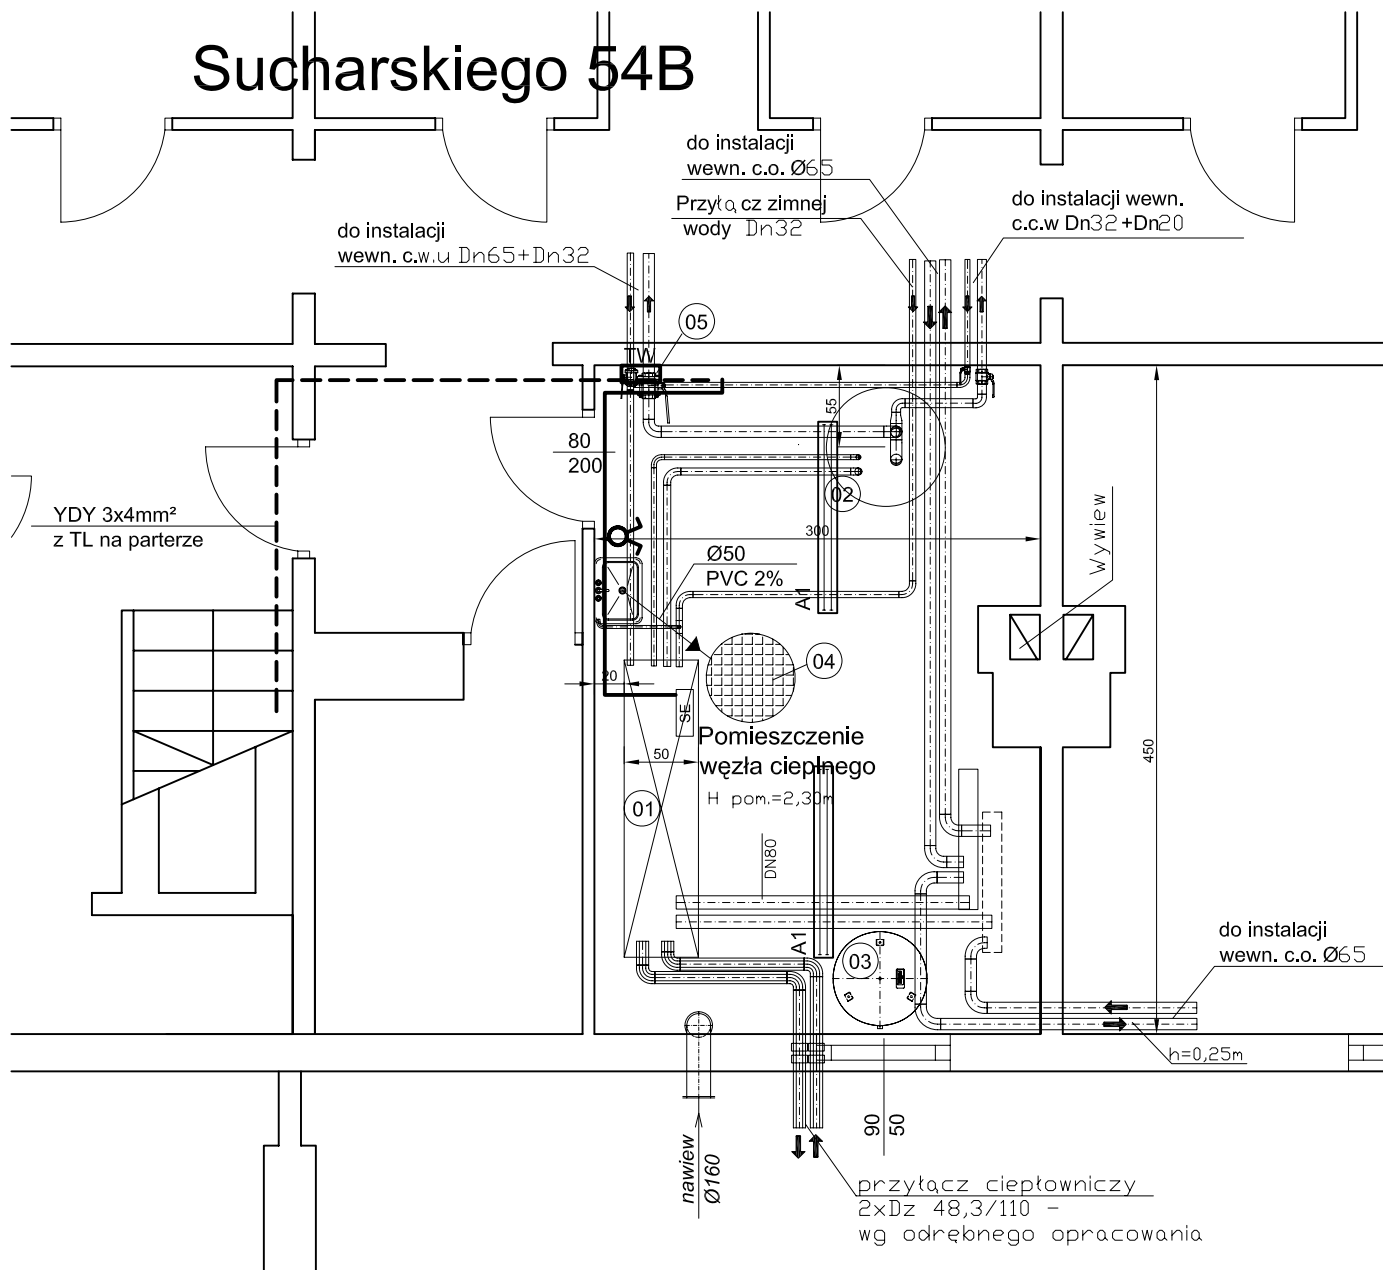 Sucharskiego 54B
do instalacji
wewn. c.o. Ø65
Przyłącz zimnej
wody Dn32
do instalacji wewn.
c.c.w Dn32+Dn20
do instalacji
wewn. c.w.u Dn65+Dn32
05
TW
55
80
200
02
YDY 3x4mm²
z TL na parterze
300
Wywiew
Ø50
PVC 2%
A1
04
20
SE
Pomieszczenie
węzła cieplnego
H pom.=2,30m
50
01
450
DN80
A1
03
do instalacji
wewn. c.o. Ø65
h=0,25m
90
50
nawiew
Ø160
przyłącz ciepłowniczy
2xDz 48,3/110 -
wg odrębnego opracowania